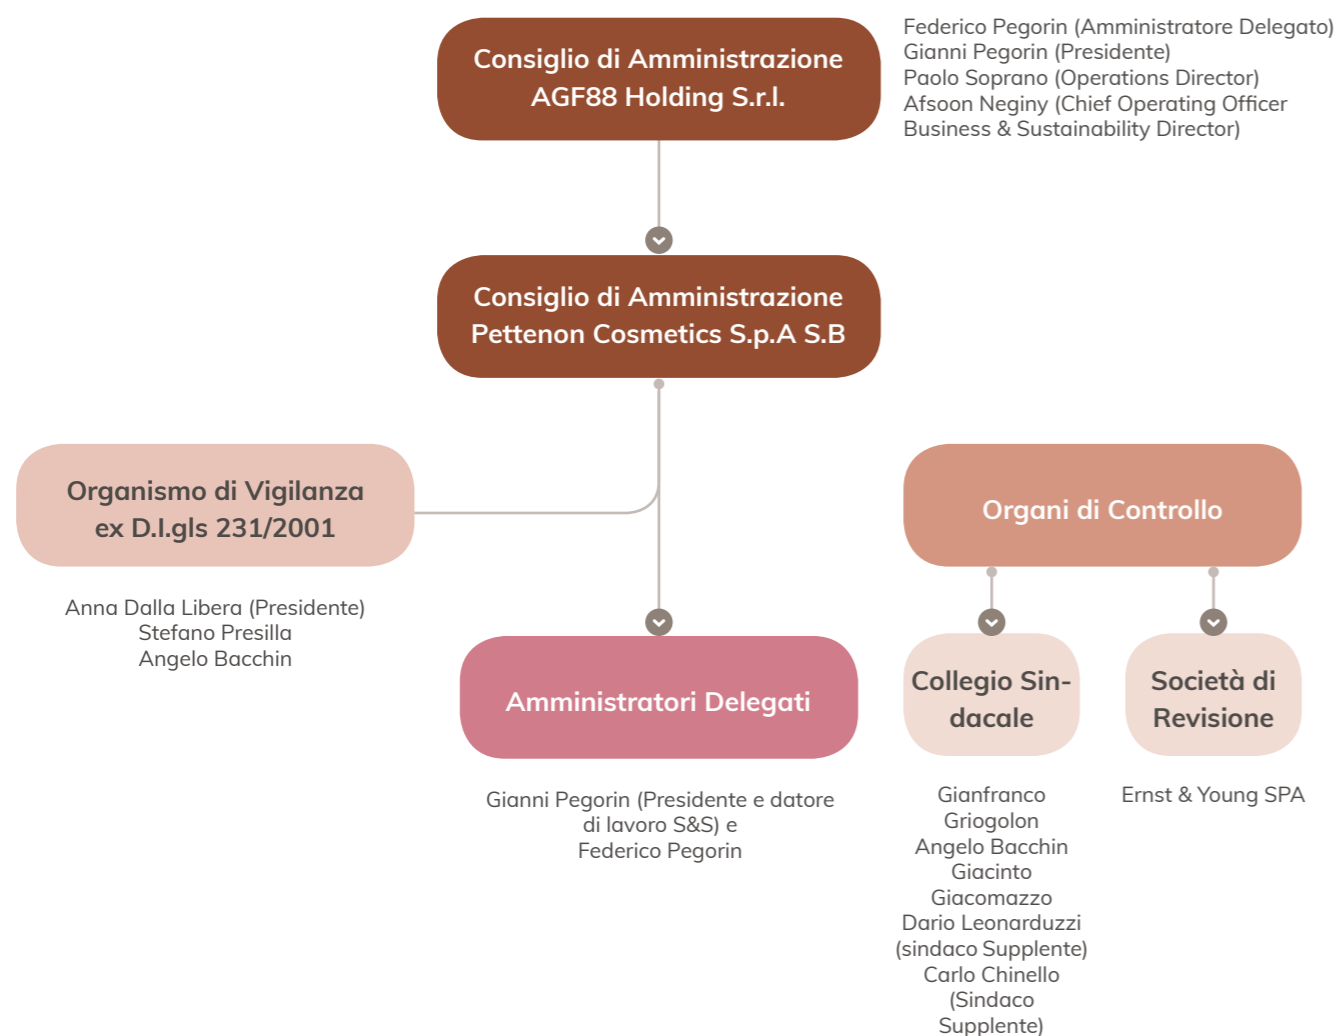 Consiglio di Amministrazione
AGF88 Holding S.r.l.
Federico Pegorin (Amministratore Delegato)
Gianni Pegorin (Presidente)
Paolo Soprano (Operations Director)
Afsoon Neginy (Chief Operating Officer
Business & Sustainability Director)
Consiglio di Amministrazione
Pettenon Cosmetics S.p.A S.B
Organismo di Vigilanza
ex D.I.gls 231/2001
Anna Dalla Libera (Presidente)
Stefano Presilla
Angelo Bacchin
Amministratori Delegati
Gianni Pegorin (Presidente e datore
di lavoro S&S) e
Federico Pegorin
Organi di Controllo
Collegio Sin-
dacale
Gianfranco
Griogolon
Angelo Bacchin
Giacinto
Giacomazzo
Dario Leonarduzzi
(sindaco Supplente)
Carlo Chinello
(Sindaco
Supplente)
Società di
Revisione
Ernst & Young SPA